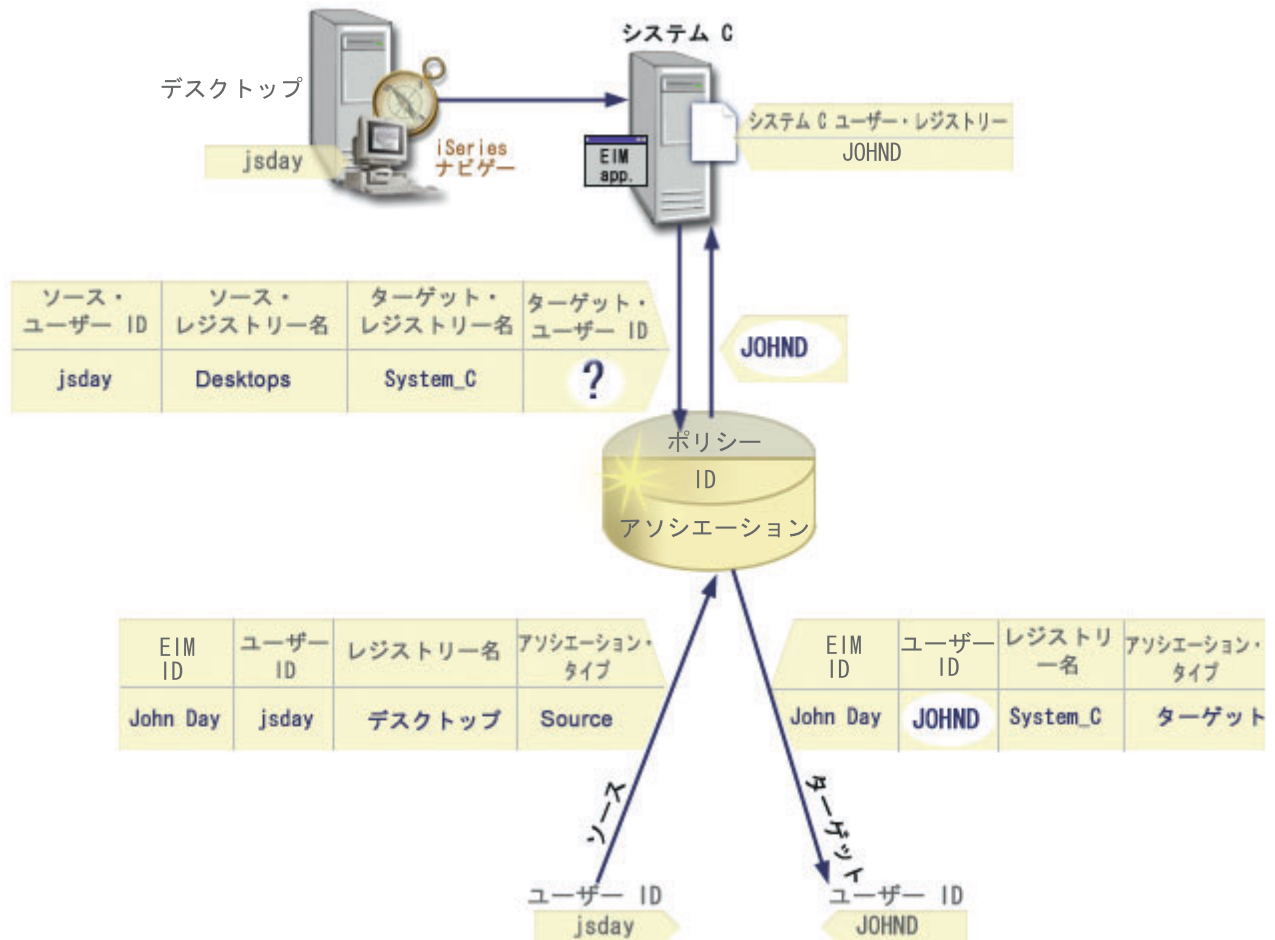 システム C
デスクトップ
jsday
iSeries
ナビゲー
EIM
app.
システム C ユーザー・レジストリー
JOHND
ソース・
ユーザー ID
ソース・
レジストリー名
ターゲット・
レジストリー名
ターゲット・
ユーザー ID
jsday
Desktops
System_C
?
JOHND
ポリシー
ID
アソシエーション
EIM
ID
ユーザー
ID
レジストリー名
アソシエーション・
タイプ
John Day
jsday
デスクトップ
Source
EIM
ID
ユーザー
ID
レジストリ
ー名
アソシエーション・
タイプ
John Day
JOHND
System_C
ターゲット
ソース
ターゲット
ユーザー ID
jsday
ユーザー ID
JOHND